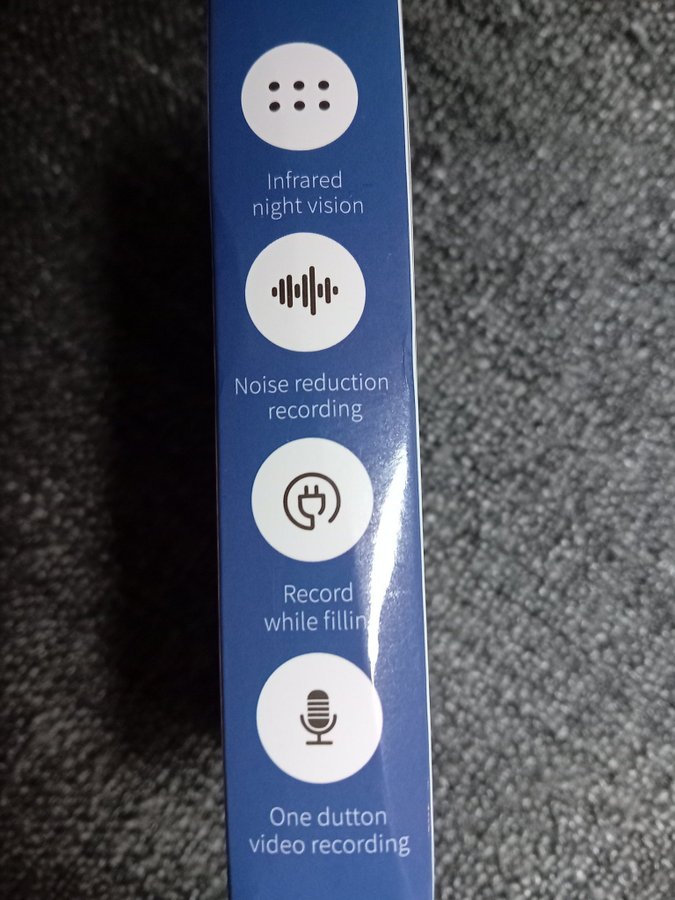 Infrared
night vision
Noise reduction
recording
Record
while fillin
One dutton
video recording